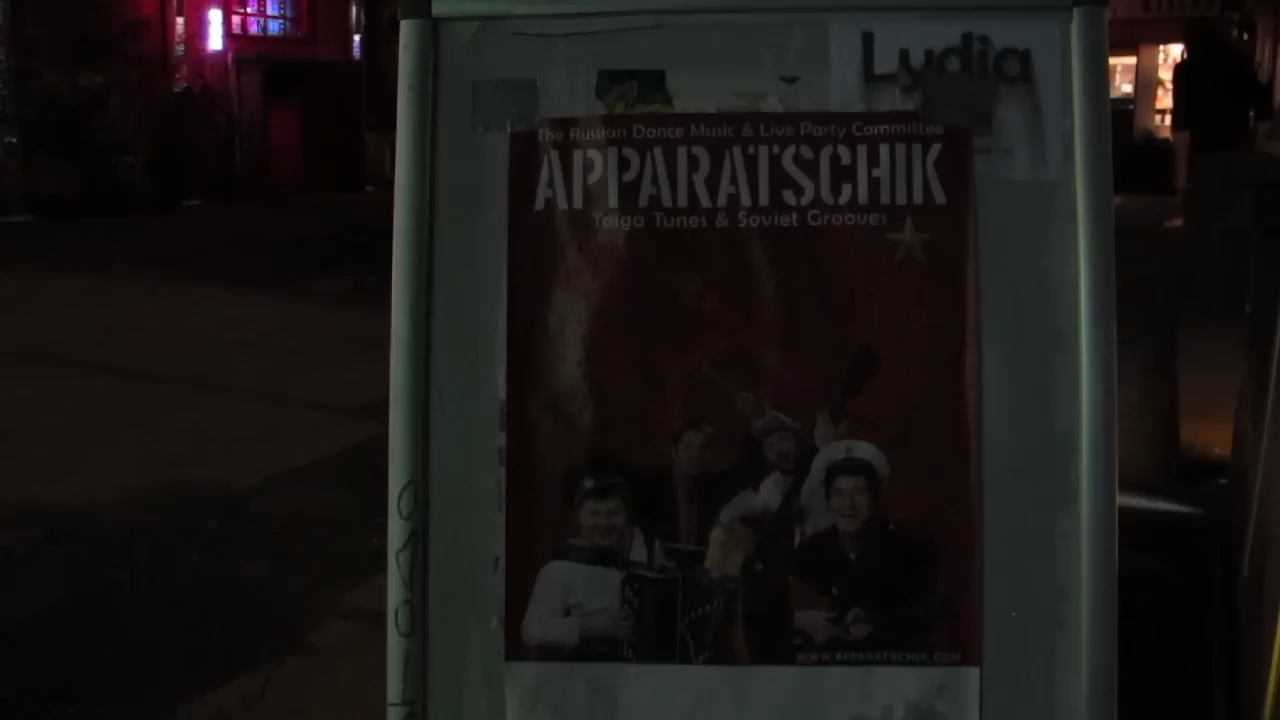 Lydia
The Russian Dance Music & Live Party Committee
APPARATSCHIK
Taiga Tunes & Soviet Grooves
WWW.APPARATSCHIK.COM